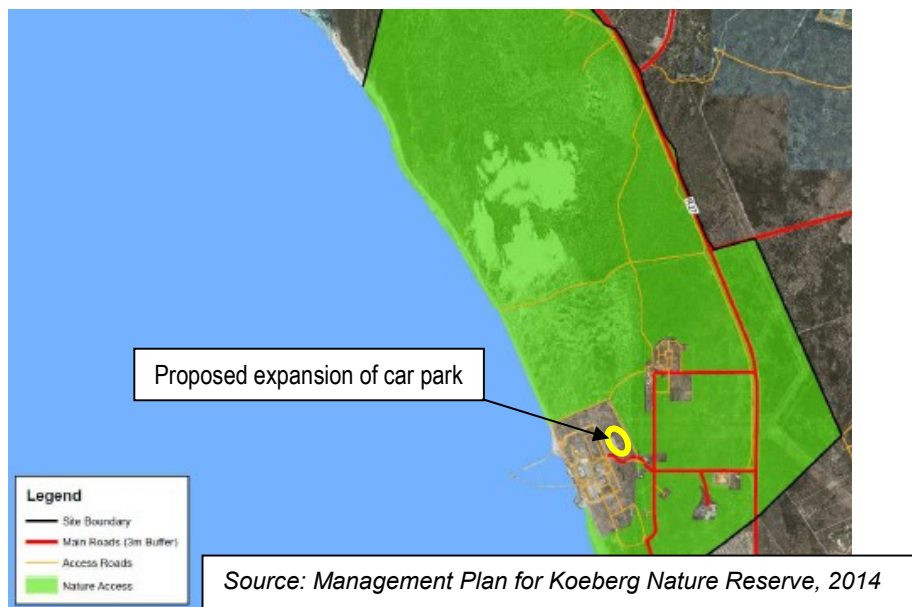 R27
Proposed expansion of car park
Legend
Site Boundary
Main Roads (3m Buffer)
Access Roads
Nature Access
Source: Management Plan for Koeberg Nature Reserve, 2014